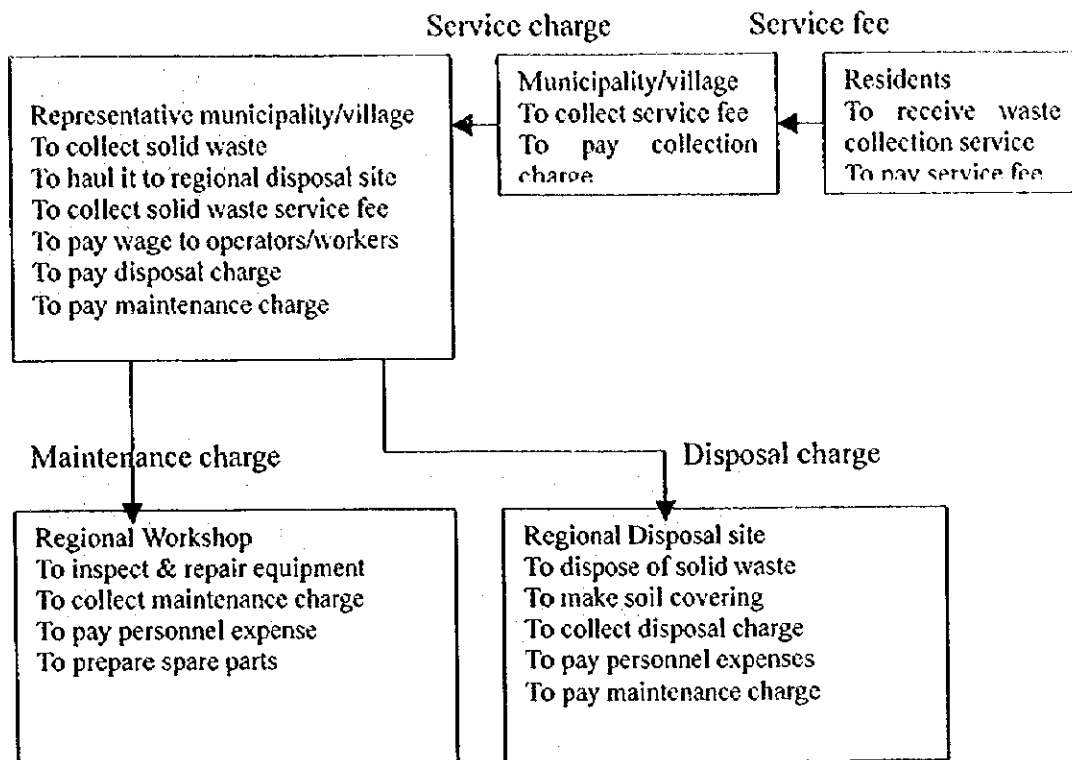 Service charge
Service fee
Representative municipality/village
To collect solid waste
To haul it to regional disposal site
To collect solid waste service fee
To pay wage to operators/workers
To pay disposal charge
To pay maintenance charge
Municipality/village
To collect service fee
To pay collection
charge
Residents
To receive waste
collection service
To pay service fee
Maintenance charge
Disposal charge
Regional Workshop
To inspect & repair equipment
To collect maintenance charge
To pay personnel expense
To prepare spare parts
Regional Disposal site
To dispose of solid waste
To make soil covering
To collect disposal charge
To pay personnel expenses
To pay maintenance charge